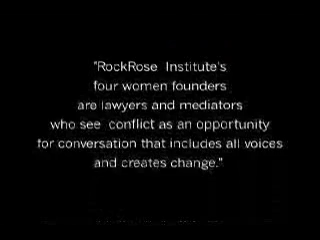 "RockRose Institute's
four women founders
are lawyers and mediators
who see conflict as an opportunity
for conversation that includes all voices
and creates change."